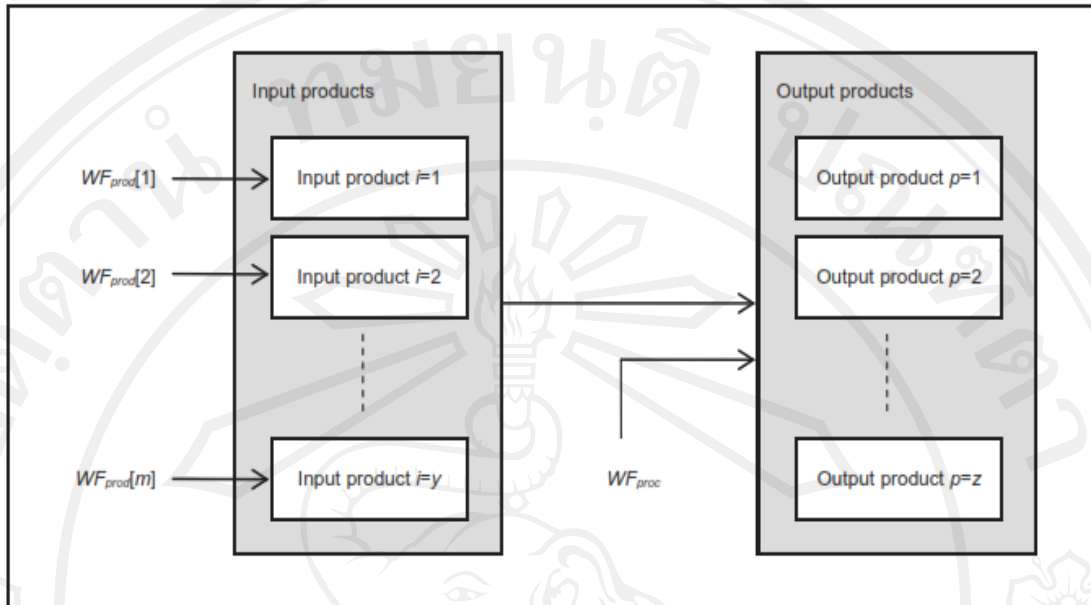 Input products
Output products
WFprod[1]
Input product i=1
Output product p=1
WFprod[2]
Input product i=2
Output product p=2
WFprod[m]
Input product i=y
WFproc
Output product p=z